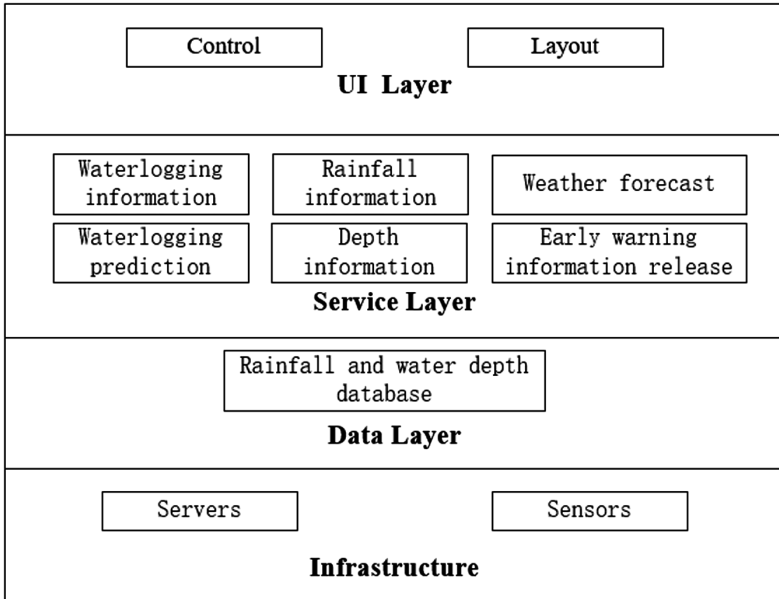 Control
Layout
UI Layer
Waterlogging
information
Rainfall
information
Weather forecast
Waterlogging
prediction
Depth
information
Early warning
information release
Service Layer
Rainfall and water depth
database
Data Layer
Servers
Sensors
Infrastructure